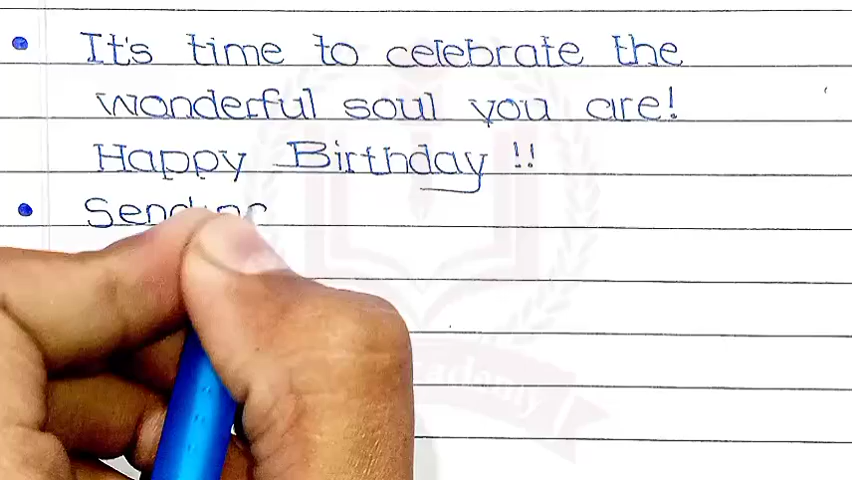 It's time to celebrate the
wonderful soul you are!
Happy Birthday !!